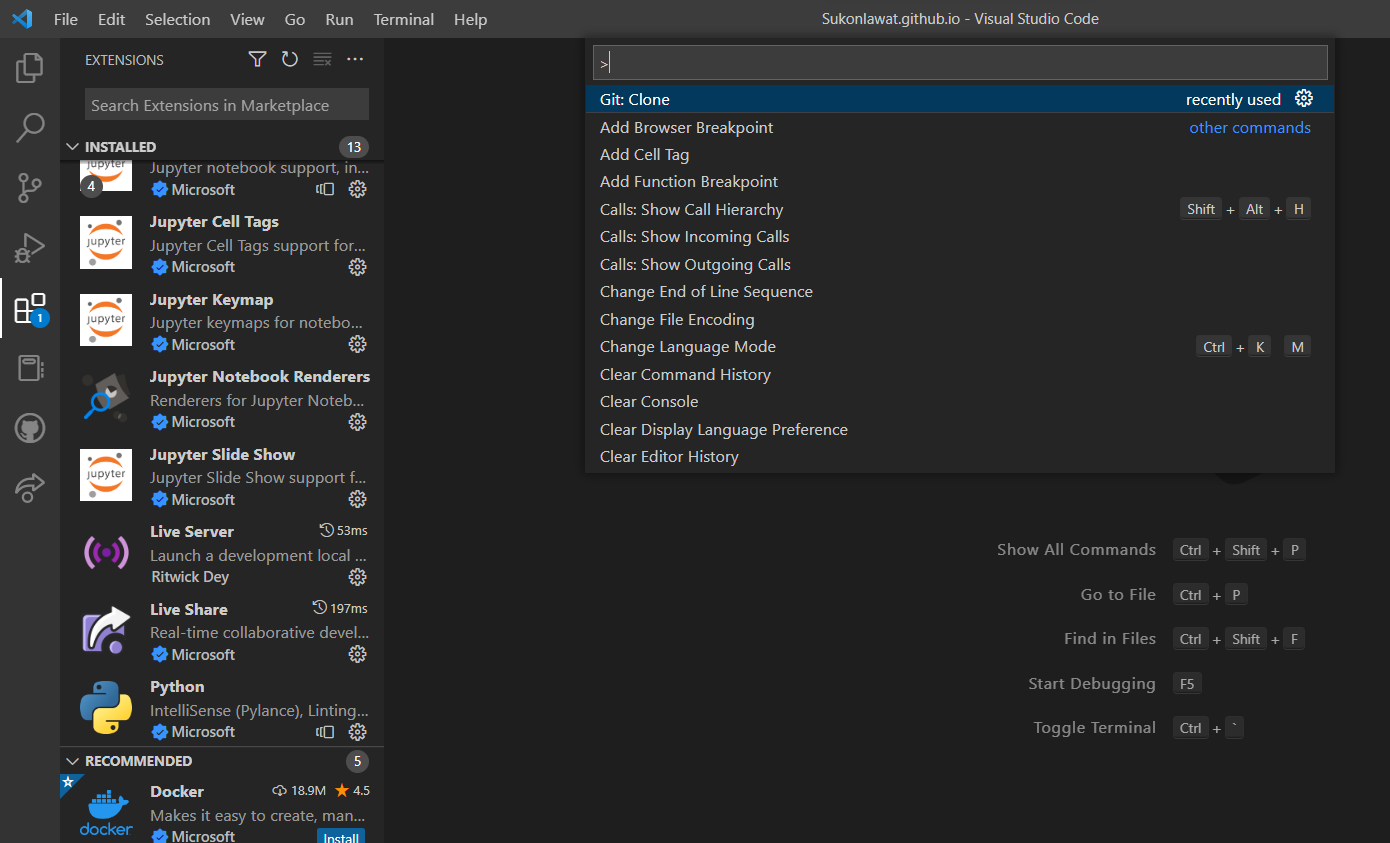 File Edit Selection View Go Run Terminal Help Sukonlawat.github.io - Visual Studio Code
EXTENSIONS
Search Extensions in Marketplace
INSTALLED 13
jupyter
4
Jupyter notebook support, in...
Microsoft
Jupyter Cell Tags
jupyter
Jupyter Cell Tags support for...
Microsoft
Jupyter Keymap
jupyter
Jupyter keymaps for notebo...
Microsoft
1
Jupyter Notebook Renderers
Renderers for Jupyter Noteb...
Microsoft
Jupyter Slide Show
jupyter
Jupyter Slide Show support f...
Microsoft
Live Server 53ms
Launch a development local ...
Ritwick Dey
Live Share 197ms
Real-time collaborative devel...
Microsoft
Python
IntelliSense (Pylance), Linting...
Microsoft
RECOMMENDED 5
Docker 18.9M 4.5
docker
Makes it easy to create, man...
Microsoft Install
>
Git: Clone recently used
Add Browser Breakpoint other commands
Add Cell Tag
Add Function Breakpoint
Calls: Show Call Hierarchy Shift + Alt + H
Calls: Show Incoming Calls
Calls: Show Outgoing Calls
Change End of Line Sequence
Change File Encoding
Change Language Mode Ctrl + K M
Clear Command History
Clear Console
Clear Display Language Preference
Clear Editor History
Show All Commands Ctrl + Shift + P
Go to File Ctrl + P
Find in Files Ctrl + Shift + F
Start Debugging F5
Toggle Terminal Ctrl + `